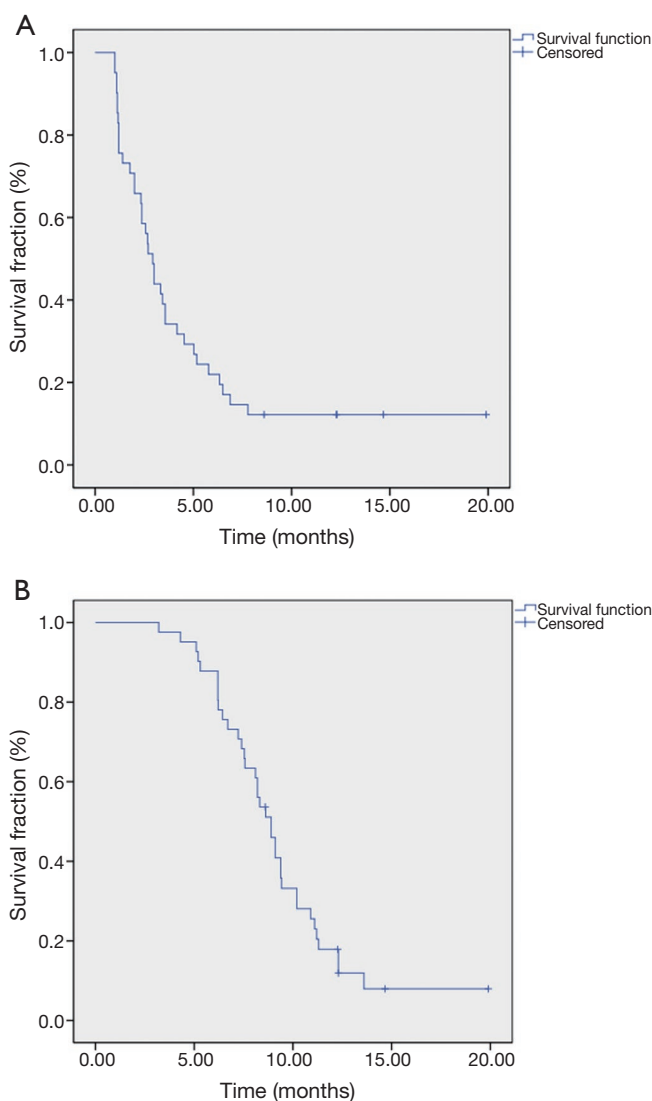 A
Survival function
Censored
1.0
0.8
0.6
0.4
0.2
0.0
Survival fraction (%)
0.00 5.00 10.00 15.00 20.00
Time (months)
B
Survival function
Censored
1.0
0.8
0.6
0.4
0.2
0.0
Survival fraction (%)
0.00 5.00 10.00 15.00 20.00
Time (months)